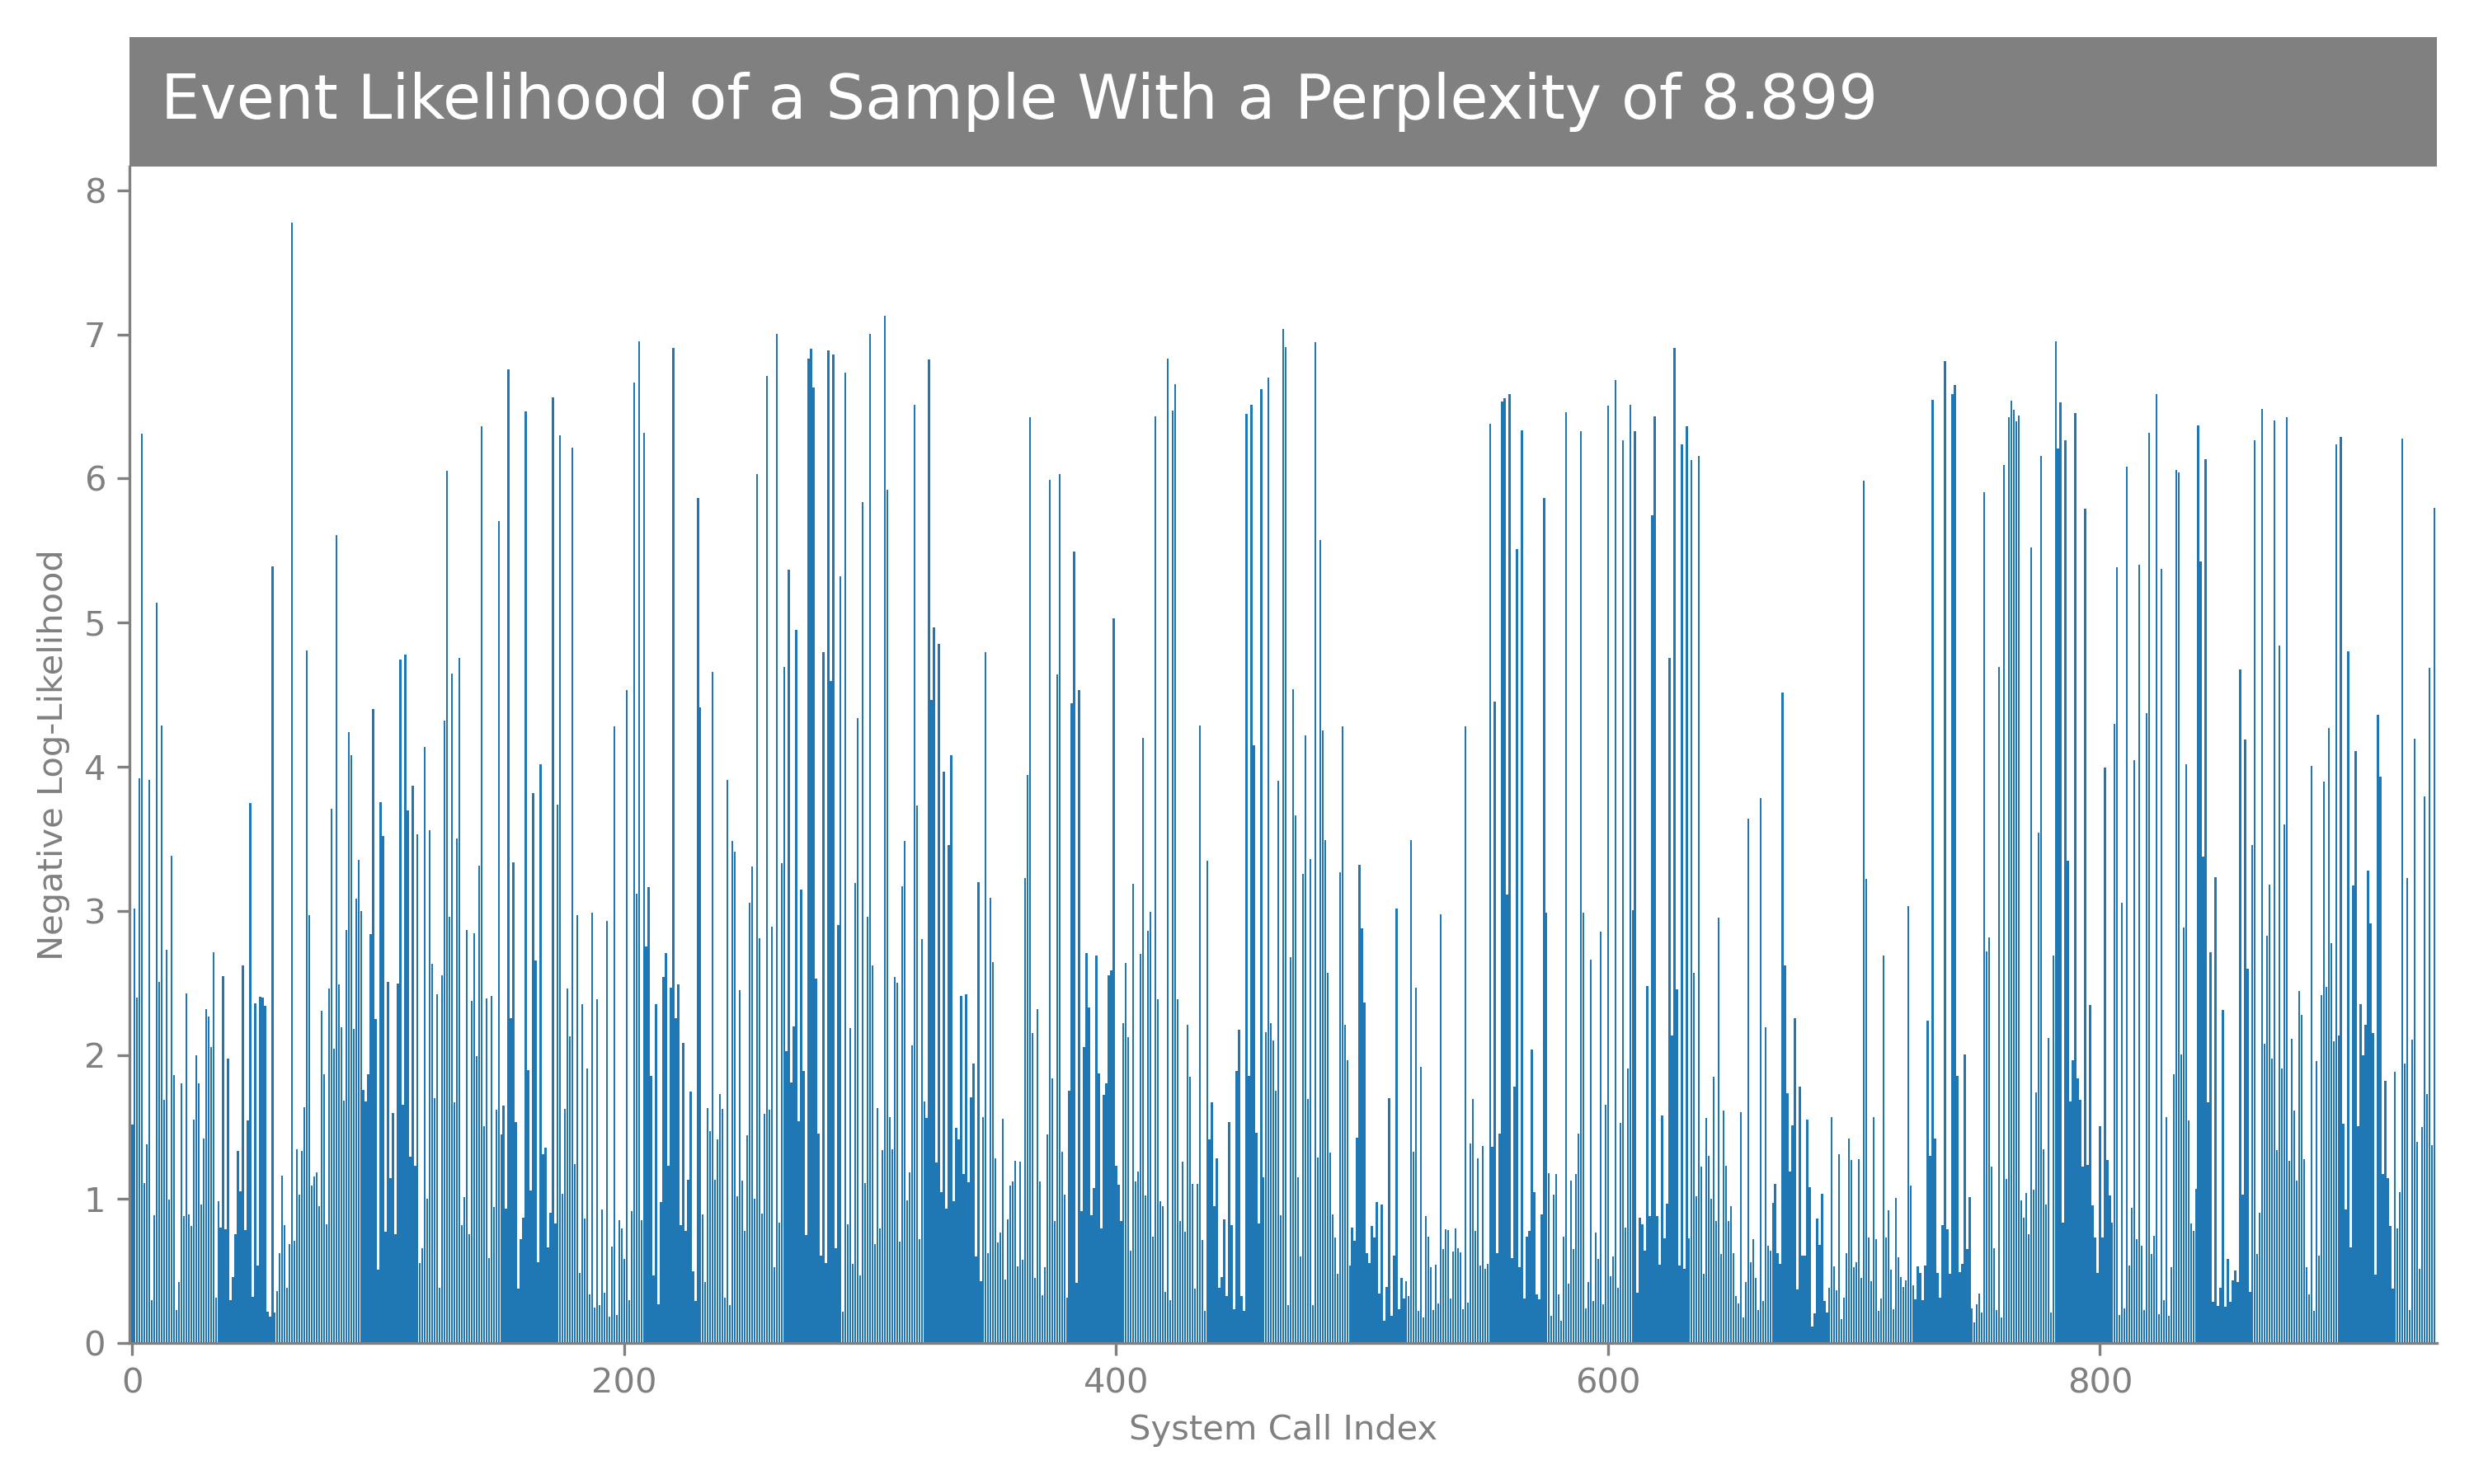 Event Likelihood of a Sample With a Perplexity of 8.899
8
7
6
5
4
3
2
1
0
Negative Log-Likelihood
0 200 400 600 800
System Call Index